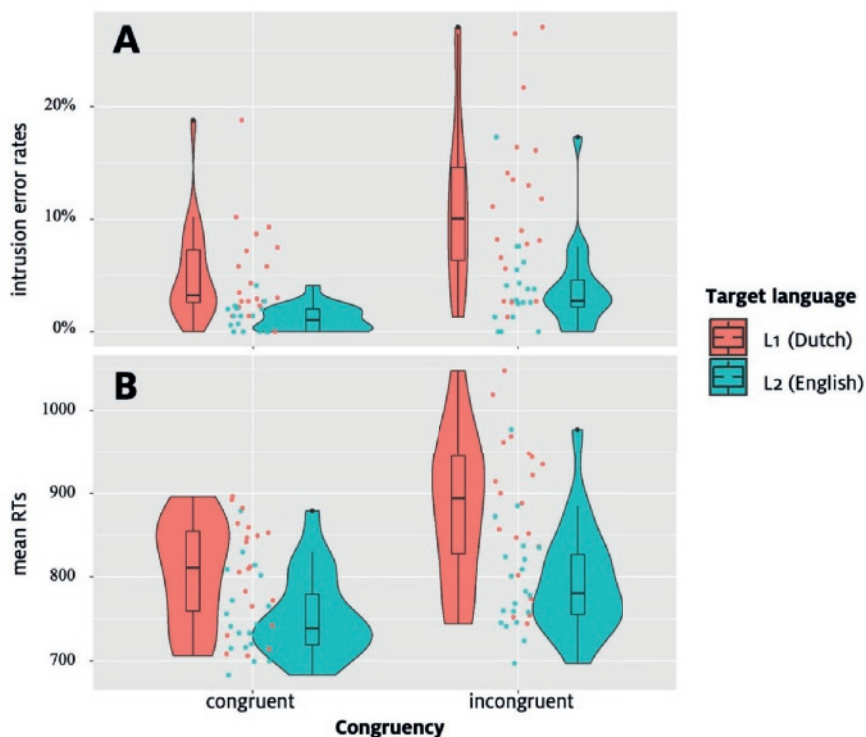 A
intrusion error rates
20%
10%
0%
B
mean RTs
1000
900
800
700
congruent
incongruent
Congruency
Target language
L1 (Dutch)
L2 (English)